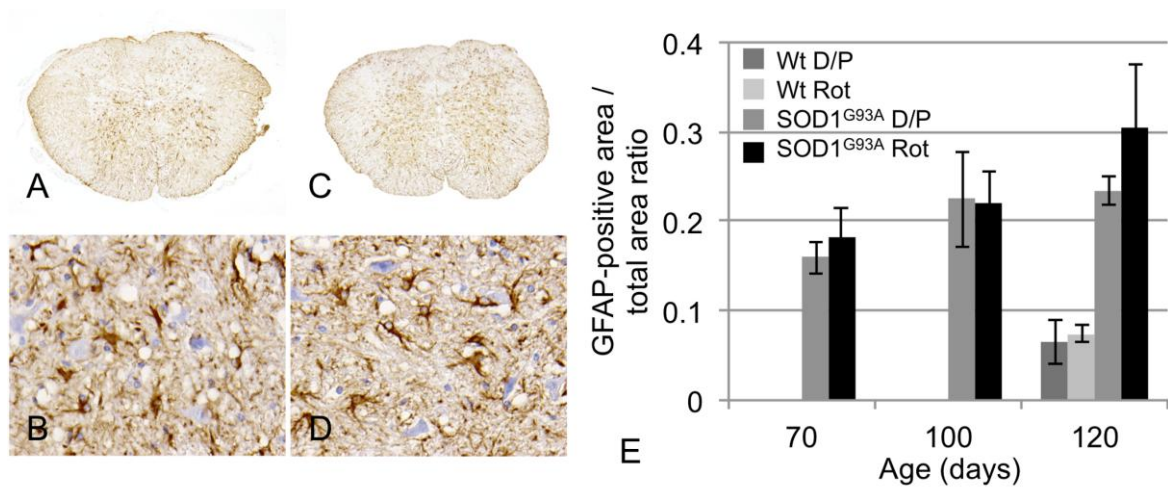 A
C
B
D
E
GFAP-positive area /
total area ratio
0.4
0.3
0.2
0.1
0
Wt D/P
Wt Rot
SOD1G93A D/P
SOD1G93A Rot
70 100 120
Age (days)